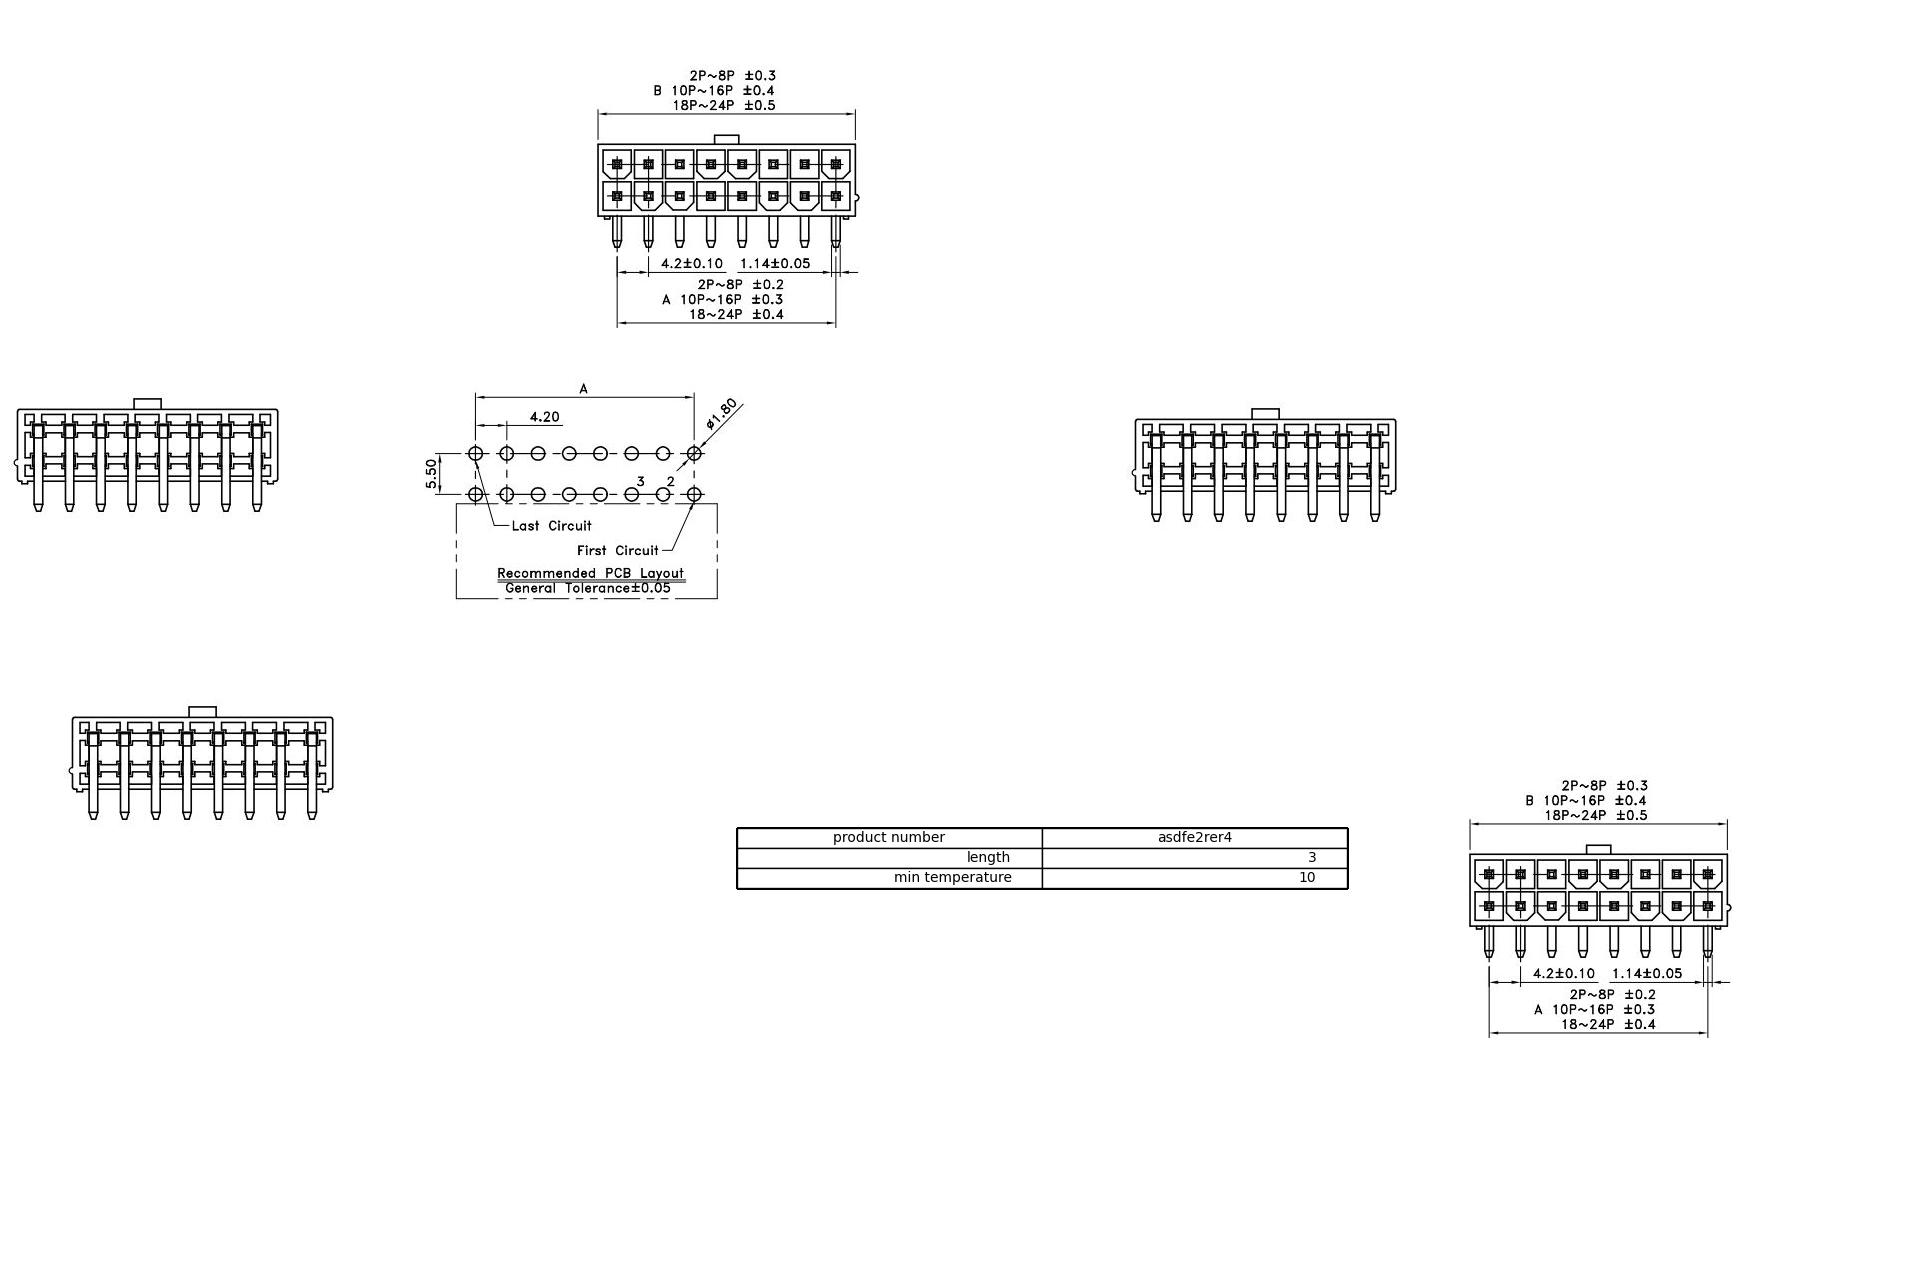 2P~8P ±0.3
B 10P~16P ±0.4
18P~24P ±0.5
4.2±0.10 1.14±0.05
2P~8P ±0.2
A 10P~16P ±0.3
18~24P ±0.4
A
4.20
ø1.80
5.50
3 2
Last Circuit
First Circuit
Recommended PCB Layout
General Tolerance±0.05
product number asdfe2rer4
length 3
min temperature 10
2P~8P ±0.3
B 10P~16P ±0.4
18P~24P ±0.5
4.2±0.10 1.14±0.05
2P~8P ±0.2
A 10P~16P ±0.3
18~24P ±0.4